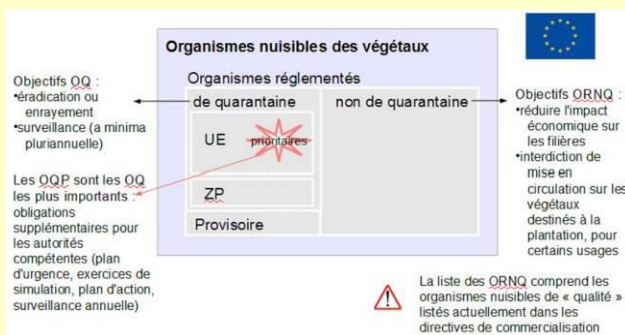 Organismes nuisibles des végétaux
Organismes réglementés
de quarantaine
non de quarantaine
UE
prioritaires
ZP
Provisoire
Objectifs OQ :
•éradication ou
enrayement
•surveillance (a minima
pluriannuelle)
Les OQP sont les OQ
les plus importants :
obligations
supplémentaires pour
les autorités
compétentes (plan
d'urgence, exercices de
simulation, plan d'action,
surveillance annuelle)
Objectifs ORNQ :
•réduire l'impact
économique sur
les filières
•interdiction de
mise en
circulation sur les
végétaux
destinés à la
plantation, pour
certains usages
La liste des ORNQ comprend les
organismes nuisibles de « qualité »
listés actuellement dans les
directives de commercialisation